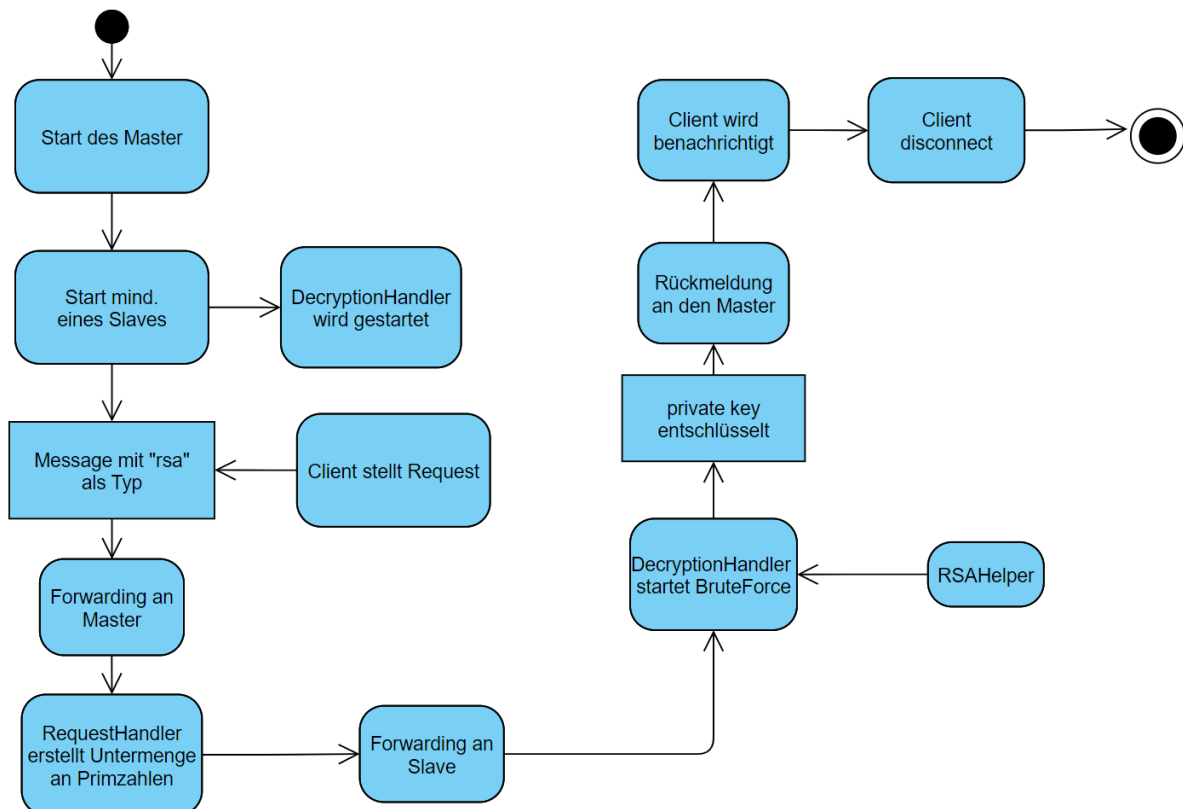 Start des Master
Start mind.
eines Slaves
DecryptionHandler
wird gestartet
Message mit "rsa"
als Typ
Client stellt Request
Forwarding an
Master
RequestHandler
erstellt Untermenge
an Primzahlen
Forwarding an
Slave
DecryptionHandler
startet BruteForce
RSAHelper
private key
entschlüsselt
Rückmeldung
an den Master
Client wird
benachrichtigt
Client
disconnect